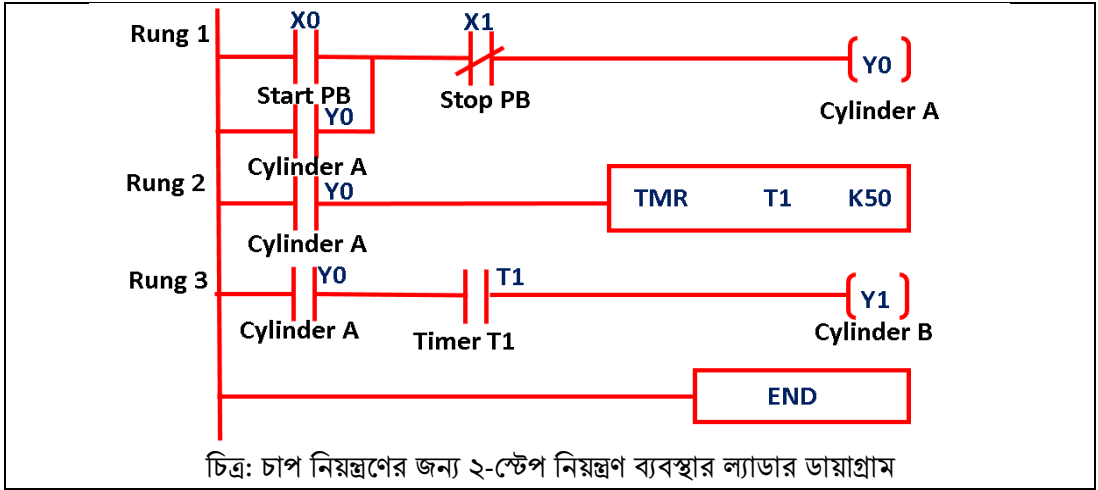 X0 X1
Rung 1
Y0
Start PB Stop PB
Y0 Cylinder A
Cylinder A
Rung 2 Y0
TMR T1 K50
Cylinder A
Rung 3 Y0 T1
Y1
Cylinder A Timer T1 Cylinder B
END
চিত্র: চাপ নিয়ন্ত্রণের জন্য ২-স্টেপ নিয়ন্ত্রণ ব্যবস্থার ল্যাডার ডায়াগ্রাম